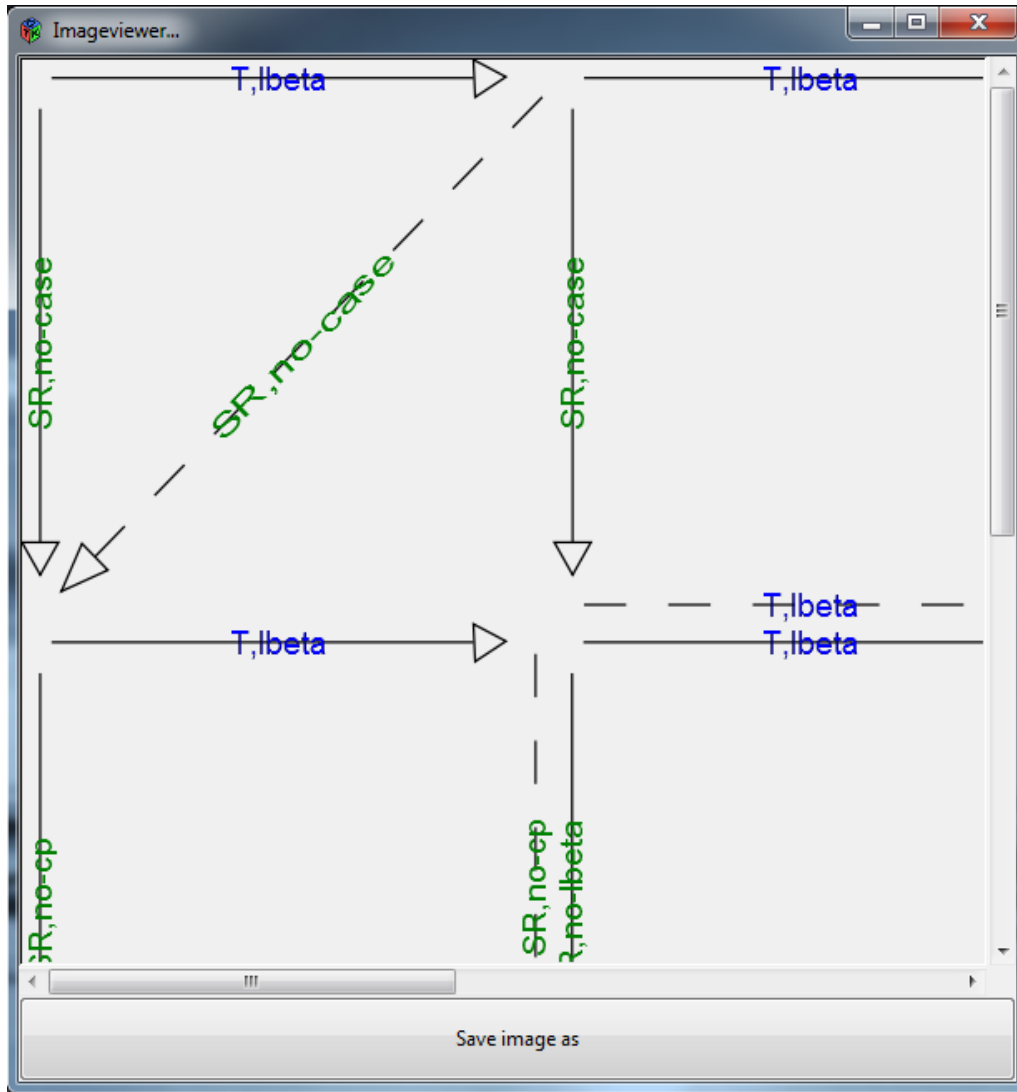 Imageviewer...
T,lbeta
T,lbeta
SR,no-case
SR,no-case
SR,no-case
T,lbeta
T,lbeta
T,lbeta
SR,no-cp
SR,no-cp
R,no-lbeta
Save image as